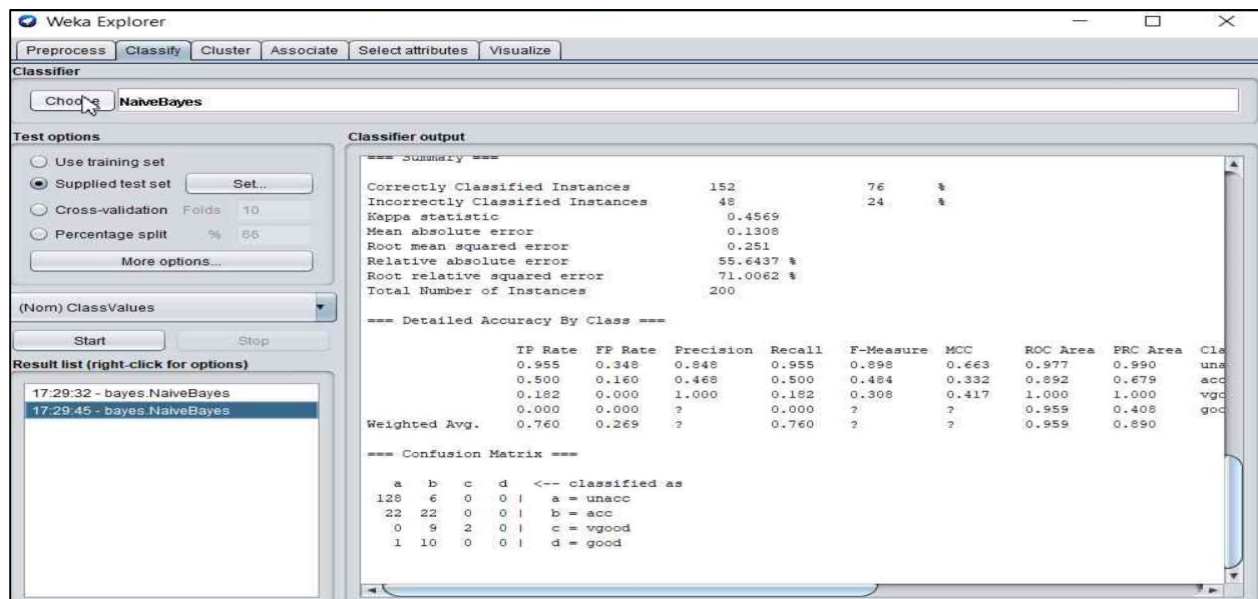 Weka Explorer
Preprocess Classify Cluster Associate Select attributes Visualize
Classifier
Choose NaiveBayes
Test options
Use training set
Supplied test set Set...
Cross-validation Folds 10
Percentage split % 66
More options...
(Nom) ClassValues
Start Stop
Result list (right-click for options)
17:29:32 - bayes.NaiveBayes
17:29:45 - bayes.NaiveBayes
Classifier output
=== Summary ===
Correctly Classified Instances 152 76 %
Incorrectly Classified Instances 48 24 %
Kappa statistic 0.4569
Mean absolute error 0.1308
Root mean squared error 0.251
Relative absolute error 55.6437 %
Root relative squared error 71.0062 %
Total Number of Instances 200
=== Detailed Accuracy By Class ===
TP Rate FP Rate Precision Recall F-Measure MCC ROC Area PRC Area Cla
0.955 0.348 0.848 0.955 0.898 0.663 0.977 0.990 una
0.500 0.160 0.468 0.500 0.484 0.332 0.892 0.679 acc
0.182 0.000 1.000 0.182 0.308 0.417 1.000 1.000 vgo
0.000 0.000 ? 0.000 ? ? 0.959 0.408 goo
Weighted Avg. 0.760 0.269 ? 0.760 ? ? 0.959 0.890
=== Confusion Matrix ===
a b c d <-- classified as
128 6 0 0 | a = unacc
22 22 0 0 | b = acc
0 9 2 0 | c = vgood
1 10 0 0 | d = good